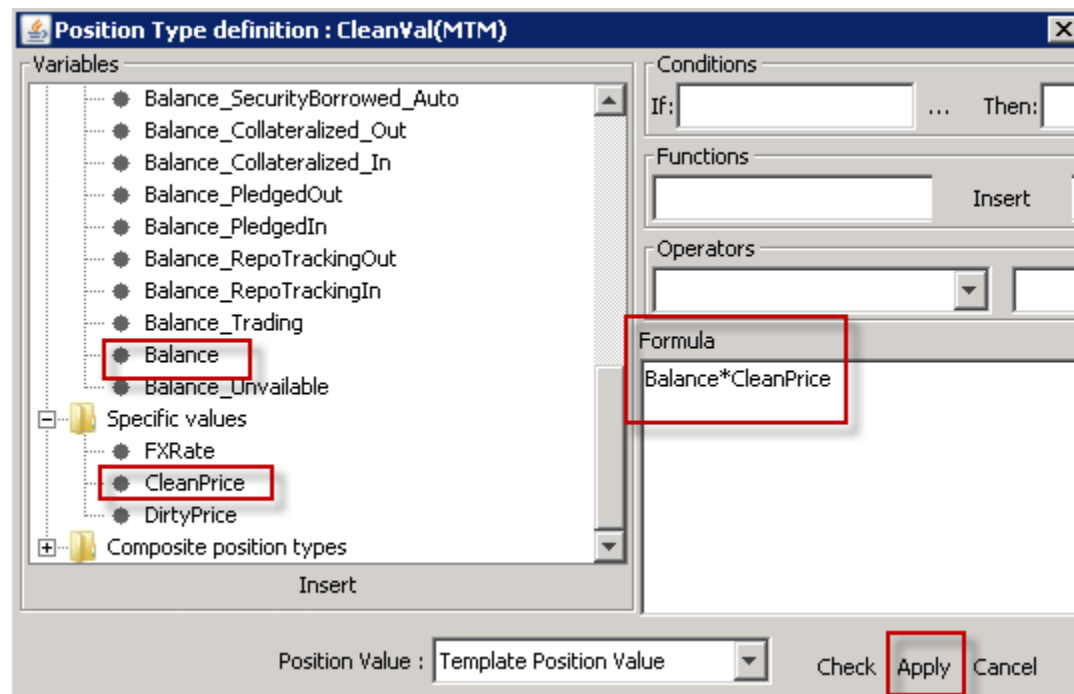 Position Type definition : CleanVal(MTM)
Variables
Balance_SecurityBorrowed_Auto
Balance_Collateralized_Out
Balance_Collateralized_In
Balance_PledgedOut
Balance_PledgedIn
Balance_RepoTrackingOut
Balance_RepoTrackingIn
Balance_Trading
Balance
Balance_Unvailable
Specific values
FXRate
CleanPrice
DirtyPrice
Composite position types
Insert
Conditions
If: ... Then:
Functions
Insert
Operators
Formula
Balance*CleanPrice
Position Value : Template Position Value Check Apply Cancel